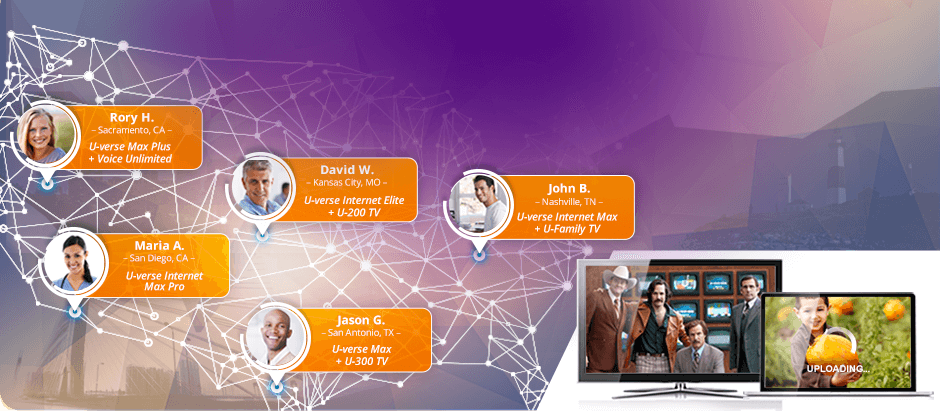 Rory H.
– Sacramento, CA –
U-verse Max Plus
+ Voice Unlimited
David W.
– Kansas City, MO –
U-verse Internet Elite
+ U-200 TV
John B.
– Nashville, TN –
U-verse Internet Max
+ U-Family TV
Maria A.
– San Diego, CA –
U-verse Internet
Max Pro
Jason G.
– San Antonio, TX –
U-verse Max
+ U-300 TV
UPLOADING...